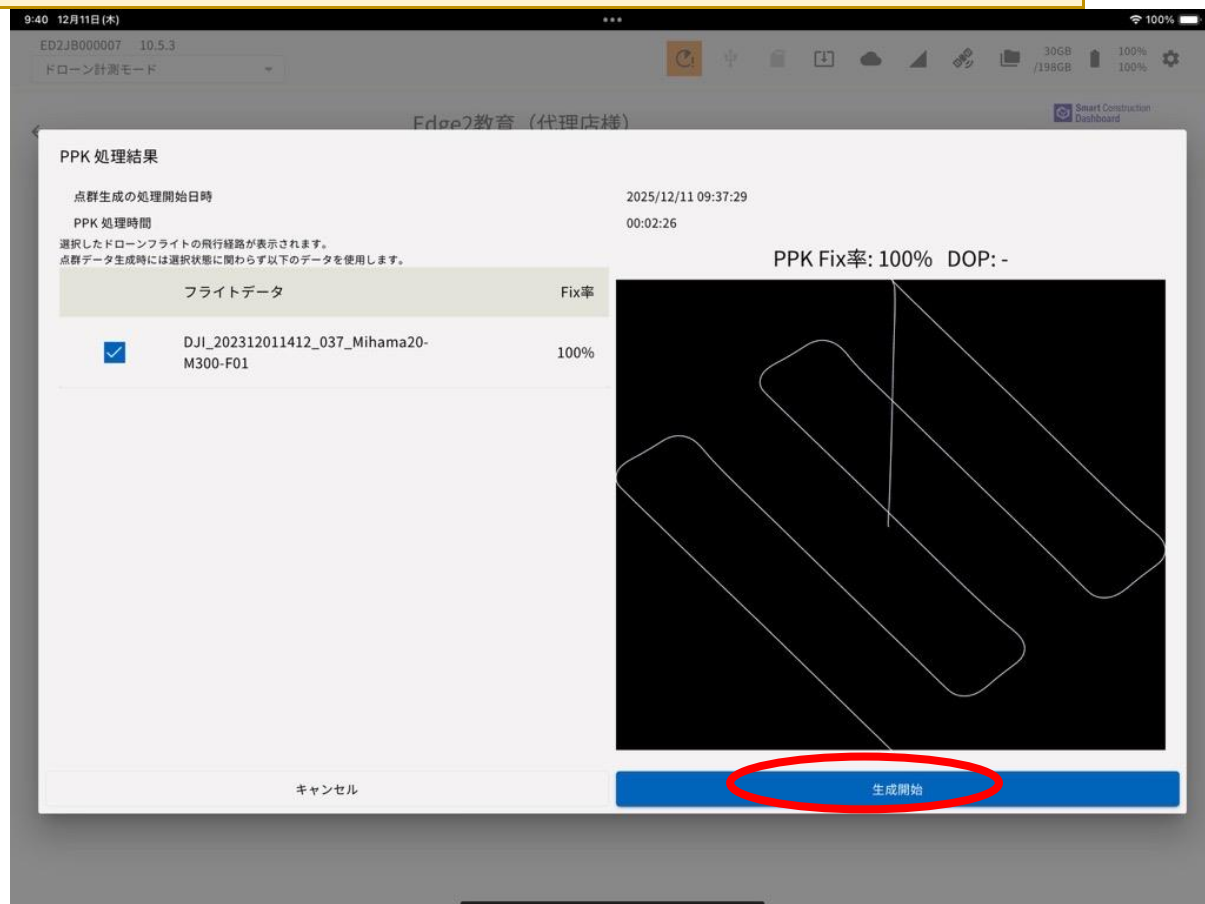 9:40 12月11日(木)
100%
ED2JB000007 10.5.3
ドローン計測モード
30GB
/198GB
100%
100%
Edge2教育（代理店様）
Smart Construction
Dashboard
PPK 処理結果
点群生成の処理開始日時 2025/12/11 09:37:29
PPK 処理時間 00:02:26
選択したドローンフライトの飛行経路が表示されます。
点群データ生成時には選択状態に関わらず以下のデータを使用します。
PPK Fix率: 100% DOP: -
フライトデータ Fix率
DJI_202312011412_037_Mihama20-
M300-F01
100%
キャンセル
生成開始